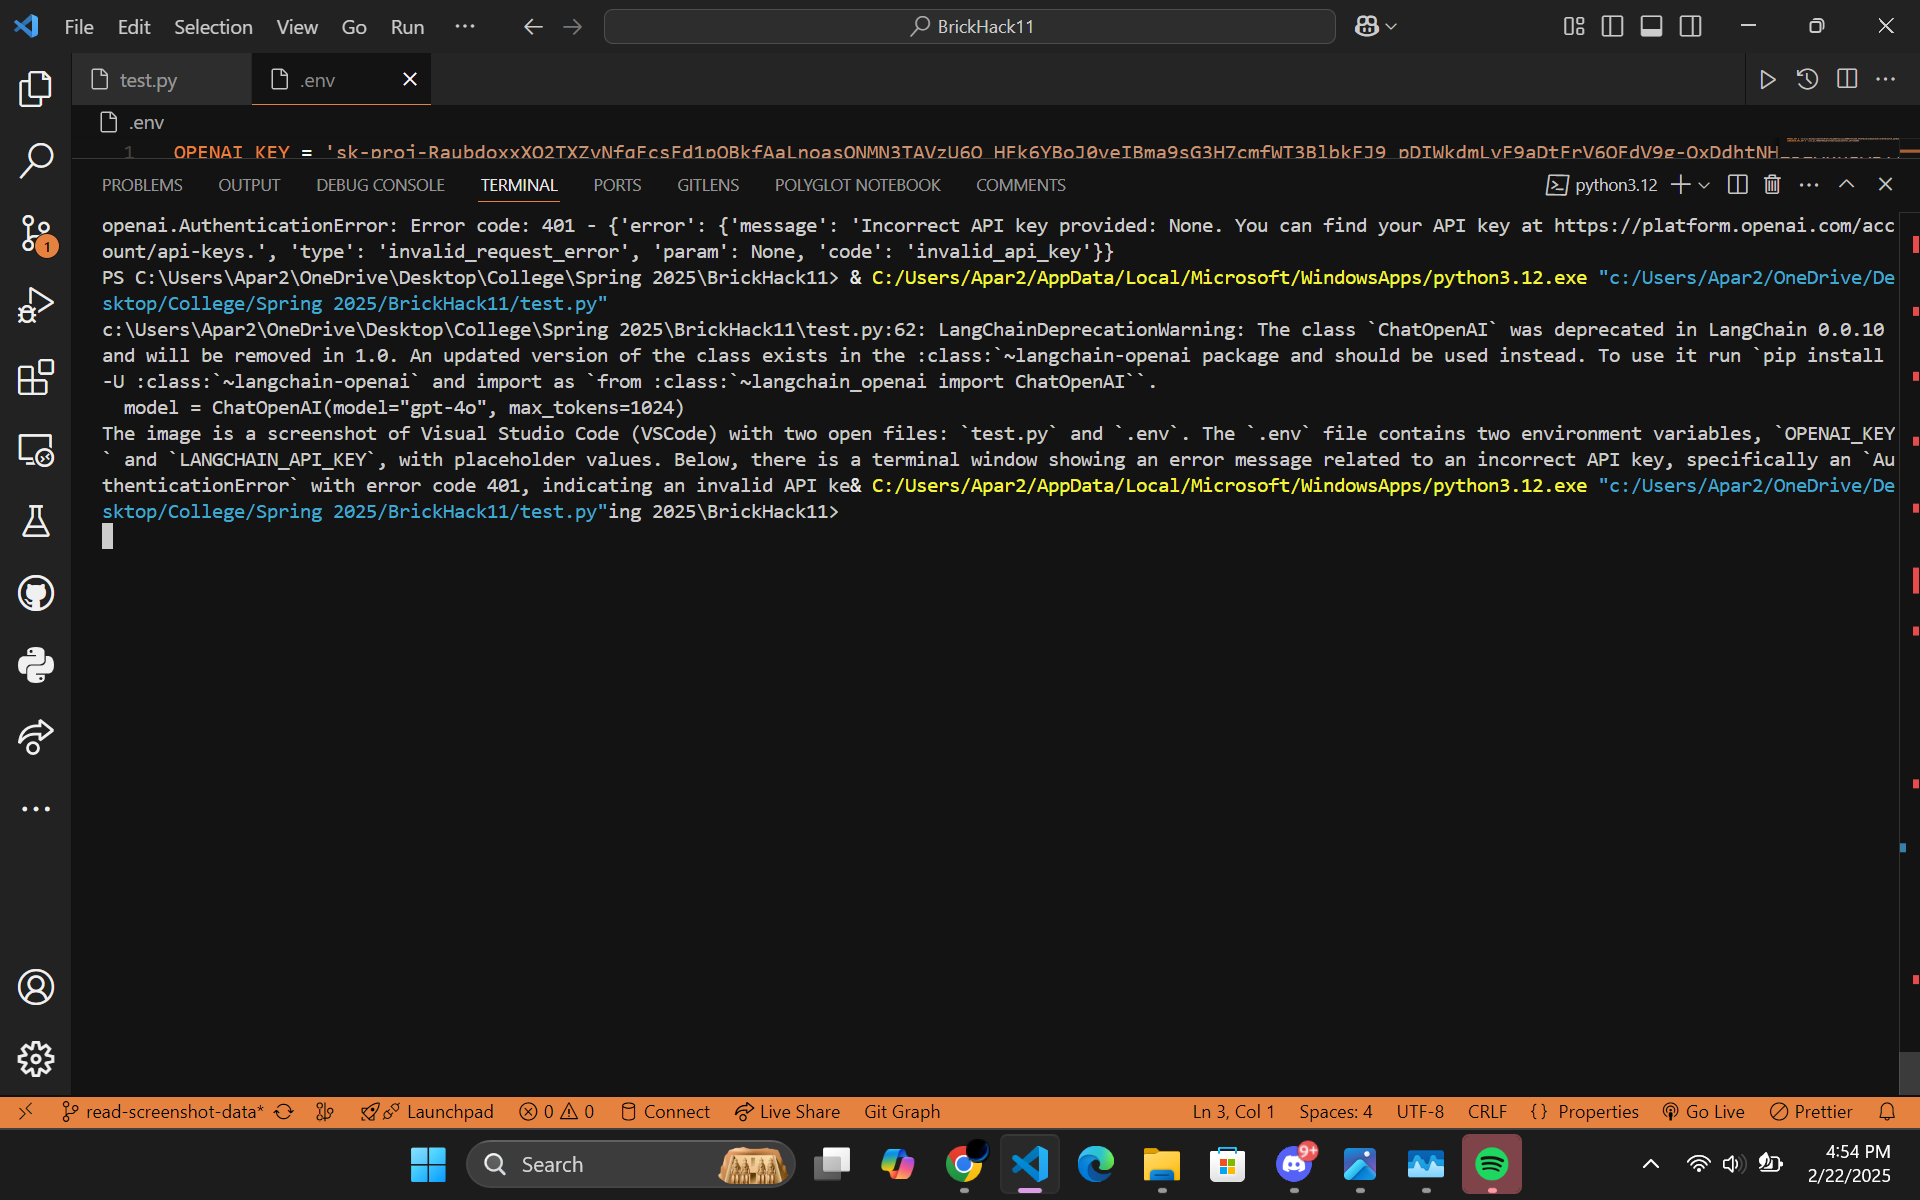 File Edit Selection View Go Run
BrickHack11
test.py
.env
.env
1 OPENAI_KEY =
PROBLEMS OUTPUT DEBUG CONSOLE TERMINAL PORTS GITLENS POLYGLOT NOTEBOOK COMMENTS
python3.12
openai.AuthenticationError: Error code: 401 - {'error': {'message': 'Incorrect API key provided: None. You can find your API key at https://platform.openai.com/acc
ount/api-keys.', 'type': 'invalid_request_error', 'param': None, 'code': 'invalid_api_key'}}
PS C:\Users\Apar2\OneDrive\Desktop\College\Spring 2025\BrickHack11> & C:/Users/Apar2/AppData/Local/Microsoft/WindowsApps/python3.12.exe "c:/Users/Apar2/OneDrive/De
sktop/College/Spring 2025/BrickHack11/test.py"
c:\Users\Apar2\OneDrive\Desktop\College\Spring 2025\BrickHack11\test.py:62: LangChainDeprecationWarning: The class `ChatOpenAI` was deprecated in LangChain 0.0.10
and will be removed in 1.0. An updated version of the class exists in the :class:`~langchain-openai package and should be used instead. To use it run `pip install
-U :class:`~langchain-openai` and import as `from :class:`~langchain_openai import ChatOpenAI``.
model = ChatOpenAI(model="gpt-4o", max_tokens=1024)
The image is a screenshot of Visual Studio Code (VSCode) with two open files: `test.py` and `.env`. The `.env` file contains two environment variables, `OPENAI_KEY
` and `LANGCHAIN_API_KEY`, with placeholder values. Below, there is a terminal window showing an error message related to an incorrect API key, specifically an `Au
thenticationError` with error code 401, indicating an invalid API ke& C:/Users/Apar2/AppData/Local/Microsoft/WindowsApps/python3.12.exe "c:/Users/Apar2/OneDrive/De
sktop/College/Spring 2025/BrickHack11/test.py"ing 2025\BrickHack11>
1
read-screenshot-data* Launchpad 0 0 Connect Live Share Git Graph
Ln 3, Col 1 Spaces: 4 UTF-8 CRLF {} Properties Go Live Prettier
Search
9+
4:54 PM
2/22/2025